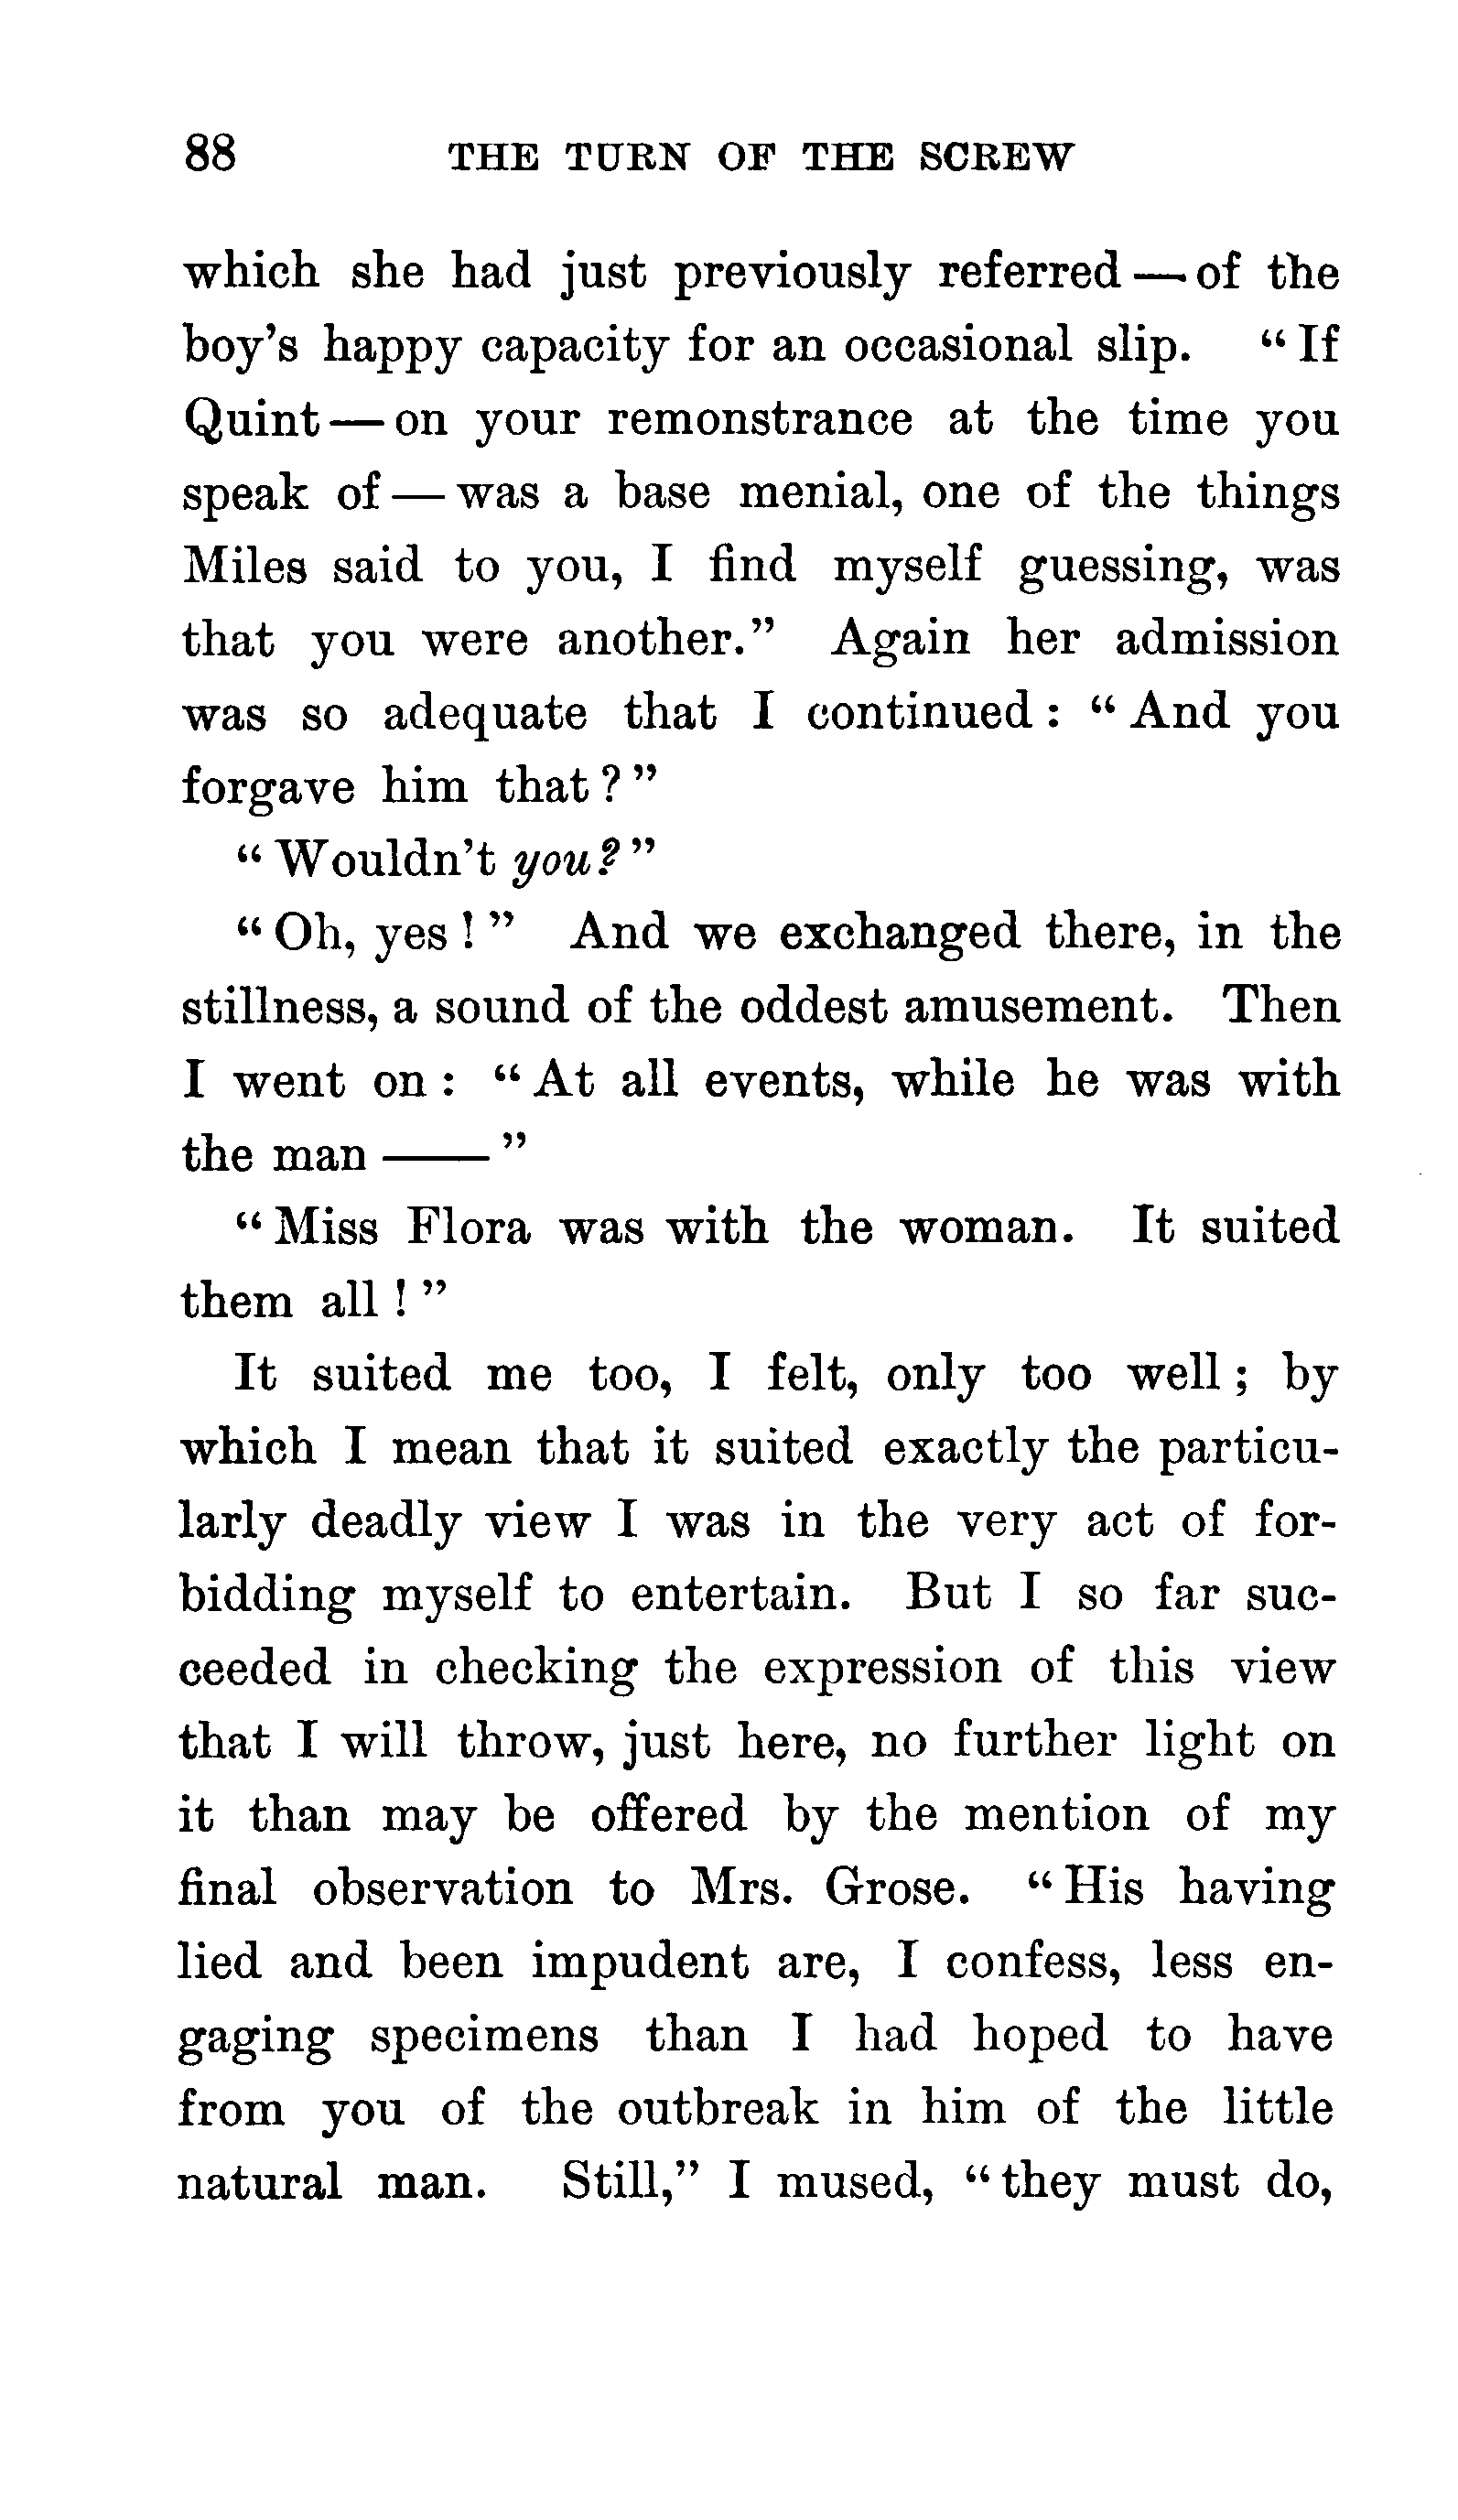 88 THE TURN OF THE SCREW
which she had just previously referred — of the
boy's happy capacity for an occasional slip. “ If
Quint — on your remonstrance at the time you
speak of — was a base menial, one of the things
Miles said to you, I find myself guessing, was
that you were another.” Again her admission
was so adequate that I continued : “ And you
forgave him that ? ”
“ Wouldn't you? ”
“ Oh, yes ! ” And we exchanged there, in the
stillness, a sound of the oddest amusement. Then
I went on : “ At all events, while he was with
the man —— ”
“ Miss Flora was with the woman. It suited
them all ! ”
It suited me too, I felt, only too well ; by
which I mean that it suited exactly the particu-
larly deadly view I was in the very act of for-
bidding myself to entertain. But I so far suc-
ceeded in checking the expression of this view
that I will throw, just here, no further light on
it than may be offered by the mention of my
final observation to Mrs. Grose. “ His having
lied and been impudent are, I confess, less en-
gaging specimens than I had hoped to have
from you of the outbreak in him of the little
natural man. Still,” I mused, “ they must do,